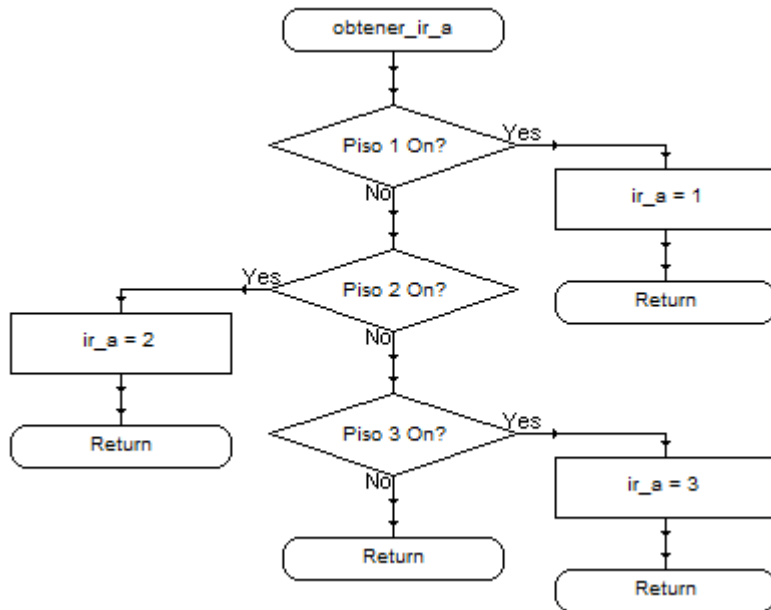 obtener_ir_a
Piso 1 On?
Yes
No
ir_a = 1
Return
Piso 2 On?
Yes
No
ir_a = 2
Return
Piso 3 On?
Yes
No
ir_a = 3
Return
Return